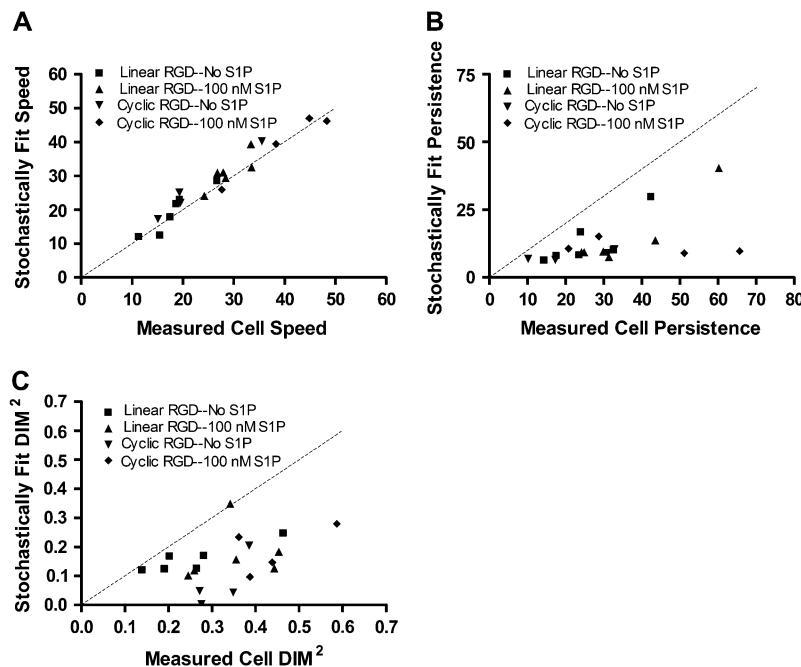 A
Stochastically Fit Speed
60
50
40
30
20
10
0
Linear RGD--No S1P
Linear RGD--100 nM S1P
Cyclic RGD--No S1P
Cyclic RGD--100 nM S1P
0 10 20 30 40 50 60
Measured Cell Speed
B
Stochastically Fit Persistence
75
50
25
0
Linear RGD--No S1P
Linear RGD--100 nM S1P
Cyclic RGD--No S1P
Cyclic RGD--100 nM S1P
0 10 20 30 40 50 60 70 80
Measured Cell Persistence
C
Stochastically Fit DIM²
0.7
0.6
0.5
0.4
0.3
0.2
0.1
0.0
Linear RGD--No S1P
Linear RGD--100 nM S1P
Cyclic RGD--No S1P
Cyclic RGD--100 nM S1P
0.0 0.1 0.2 0.3 0.4 0.5 0.6 0.7
Measured Cell DIM²